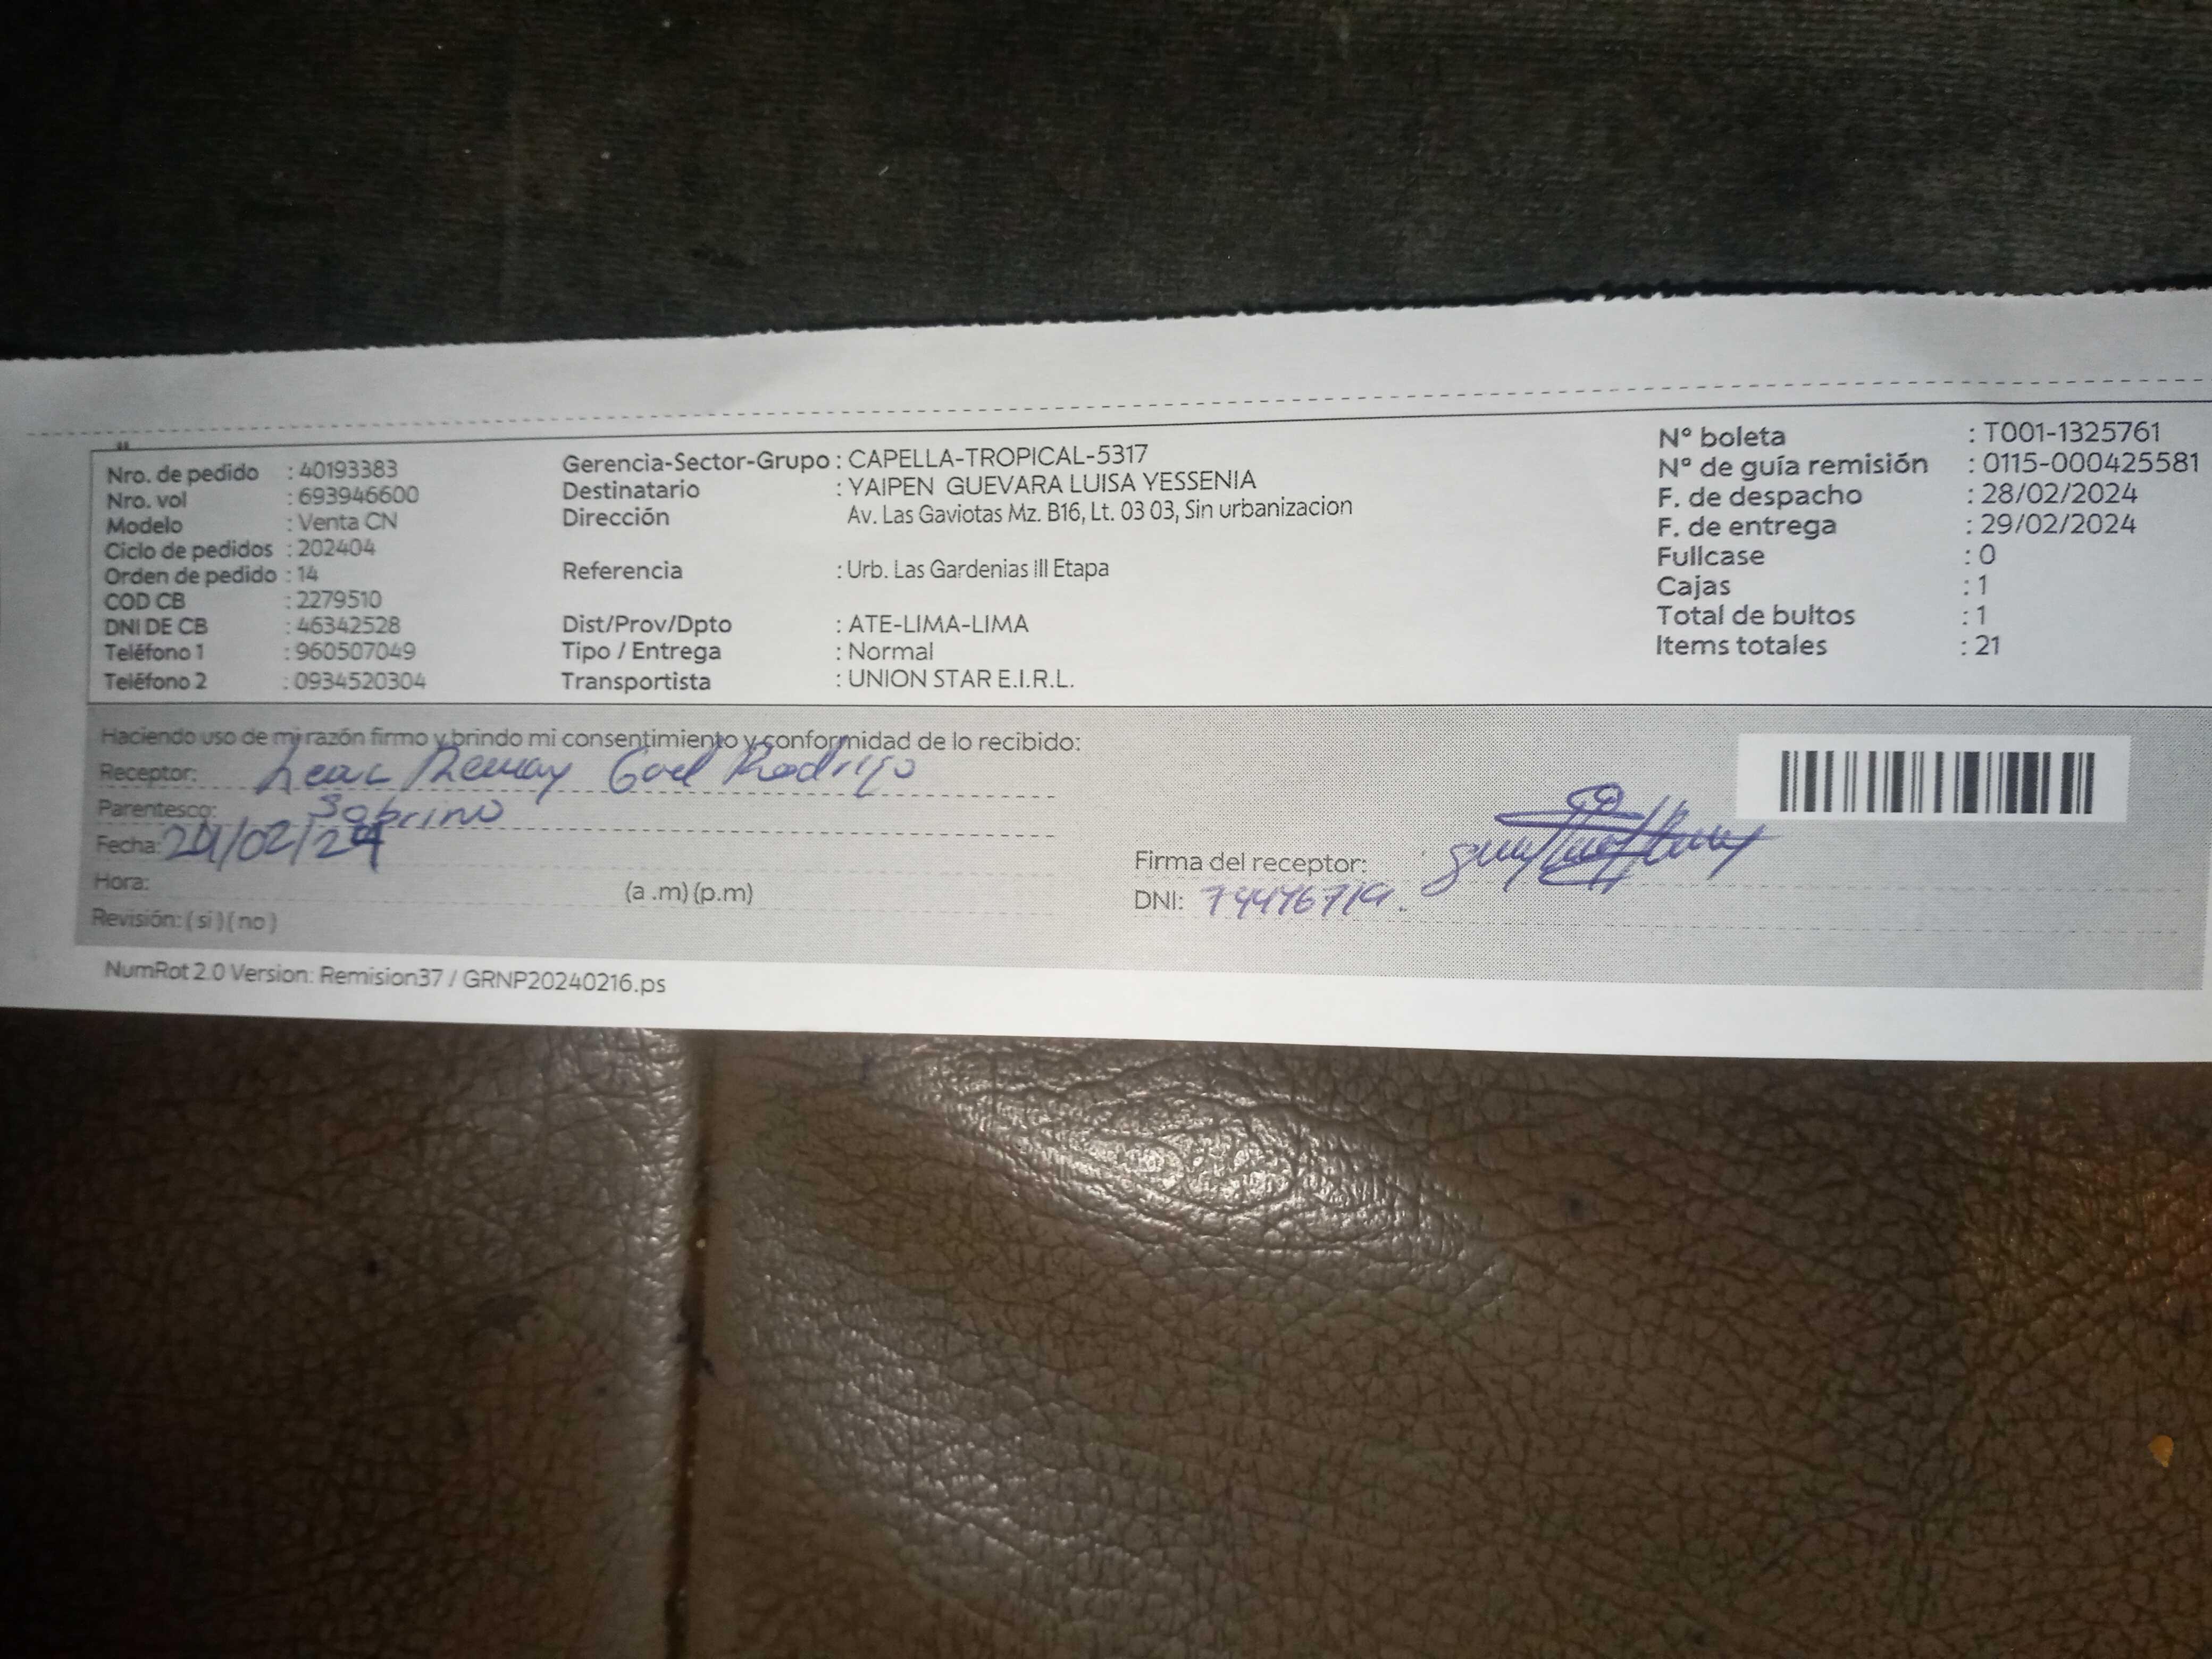 Nro. de pedido : 40193383
Nro. vol : 693946600
Modelo : Venta CN
Ciclo de pedidos : 202404
Orden de pedido : 14
COD CB : 2279510
DNI DE CB : 46342528
Teléfono 1 : 960507049
Teléfono 2 : 0934520304
Gerencia-Sector-Grupo : CAPELLA-TROPICAL-5317
Destinatario : YAIPEN GUEVARA LUISA YESSENIA
Dirección Av. Las Gaviotas Mz. B16, Lt. 03 03, Sin urbanizacion
Referencia : Urb. Las Gardenias III Etapa
Dist/Prov/Dpto : ATE-LIMA-LIMA
Tipo / Entrega : Normal
Transportista : UNION STAR E.I.R.L.
N° boleta : T001-1325761
N° de guía remisión : 0115-000425581
F. de despacho : 28/02/2024
F. de entrega : 29/02/2024
Fullcase : 0
Cajas : 1
Total de bultos : 1
Items totales : 21
Haciendo uso de mi razón firmo y brindo mi consentimiento y conformidad de lo recibido:
Receptor: Rodrigo
Parentesco: Sobrino
Fecha:
Hora: (a .m) (p.m)
Revisión: ( si ) ( no )
Firma del receptor:
DNI:
NumRot 2.0 Version: Remision37 / GRNP20240216.ps